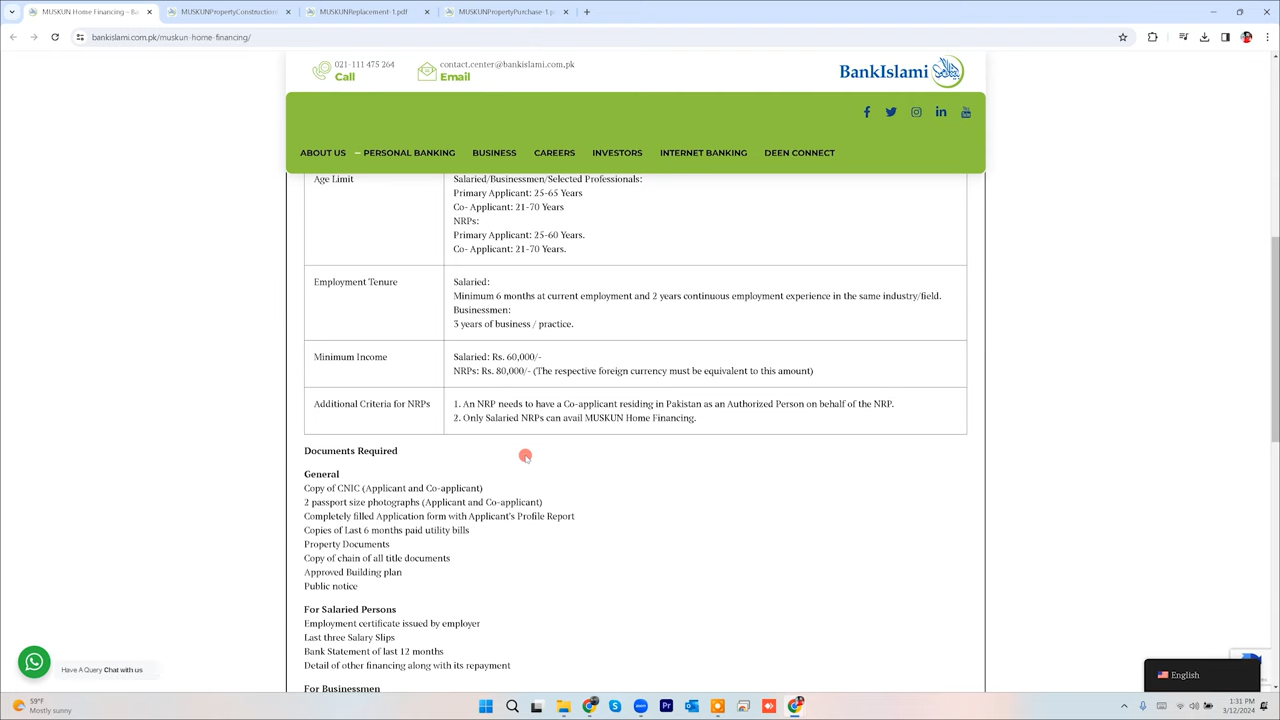 MUSKUN Home Financing – Ba
MUSKUNPropertyConstruction
MUSKUNReplacement-1.pdf
MUSKUNPropertyPurchase-1.p
bankislami.com.pk/muskun-home-financing/
021-111 475 264
Call
contact.center@bankislami.com.pk
Email
BankIslami
ABOUT US
PERSONAL BANKING
BUSINESS
CAREERS
INVESTORS
INTERNET BANKING
DEEN CONNECT
Age Limit
Salaried/Businessmen/Selected Professionals:
Primary Applicant: 25-65 Years
Co- Applicant: 21-70 Years
NRPs:
Primary Applicant: 25-60 Years.
Co- Applicant: 21-70 Years.
Employment Tenure
Salaried:
Minimum 6 months at current employment and 2 years continuous employment experience in the same industry/field.
Businessmen:
3 years of business / practice.
Minimum Income
Salaried: Rs. 60,000/-
NRPs: Rs. 80,000/- (The respective foreign currency must be equivalent to this amount)
Additional Criteria for NRPs
1. An NRP needs to have a Co-applicant residing in Pakistan as an Authorized Person on behalf of the NRP.
2. Only Salaried NRPs can avail MUSKUN Home Financing.
Documents Required
General
Copy of CNIC (Applicant and Co-applicant)
2 passport size photographs (Applicant and Co-applicant)
Completely filled Application form with Applicant's Profile Report
Copies of Last 6 months paid utility bills
Property Documents
Copy of chain of all title documents
Approved Building plan
Public notice
For Salaried Persons
Employment certificate issued by employer
Last three Salary Slips
Bank Statement of last 12 months
Detail of other financing along with its repayment
For Businessmen
Have A Query Chat with us
English
59°F
Mostly sunny
1:31 PM
3/12/2024